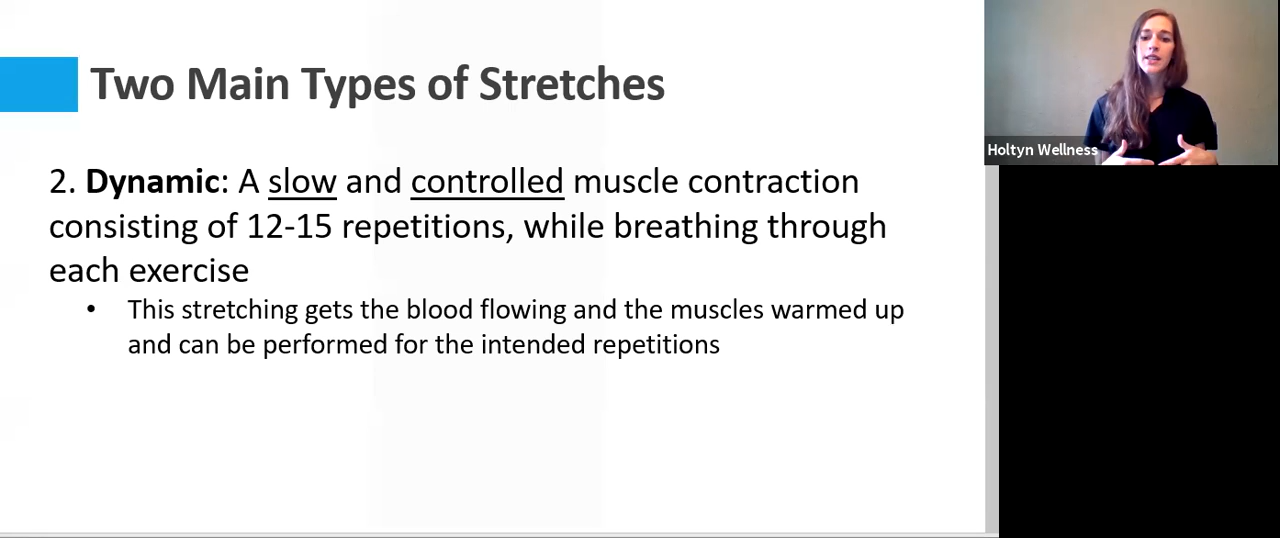 Two Main Types of Stretches
Holtyn Wellness
2. Dynamic: A slow and controlled muscle contraction
consisting of 12-15 repetitions, while breathing through
each exercise
• This stretching gets the blood flowing and the muscles warmed up
and can be performed for the intended repetitions